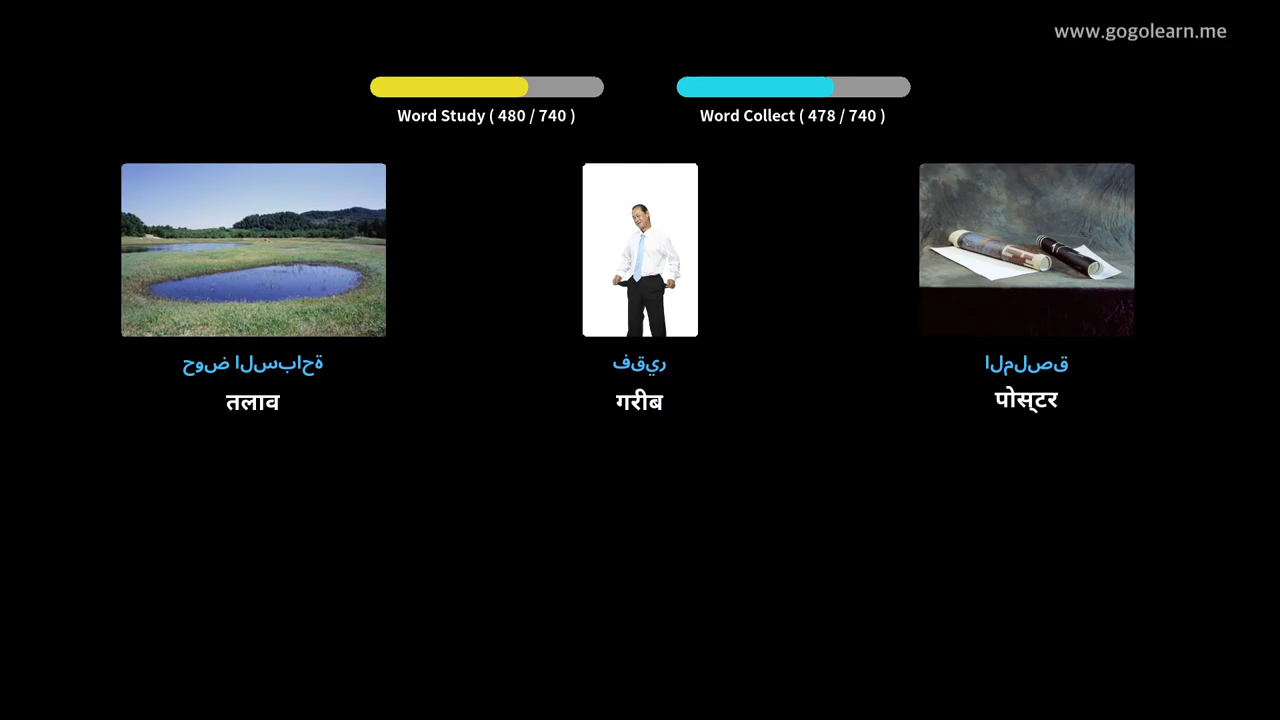 www.gogolearn.me
Word Study ( 480 / 740 )
Word Collect ( 478 / 740 )
حوض السباحة
فقير
الملصق
तलाव
गरीब
पोस्‌टर